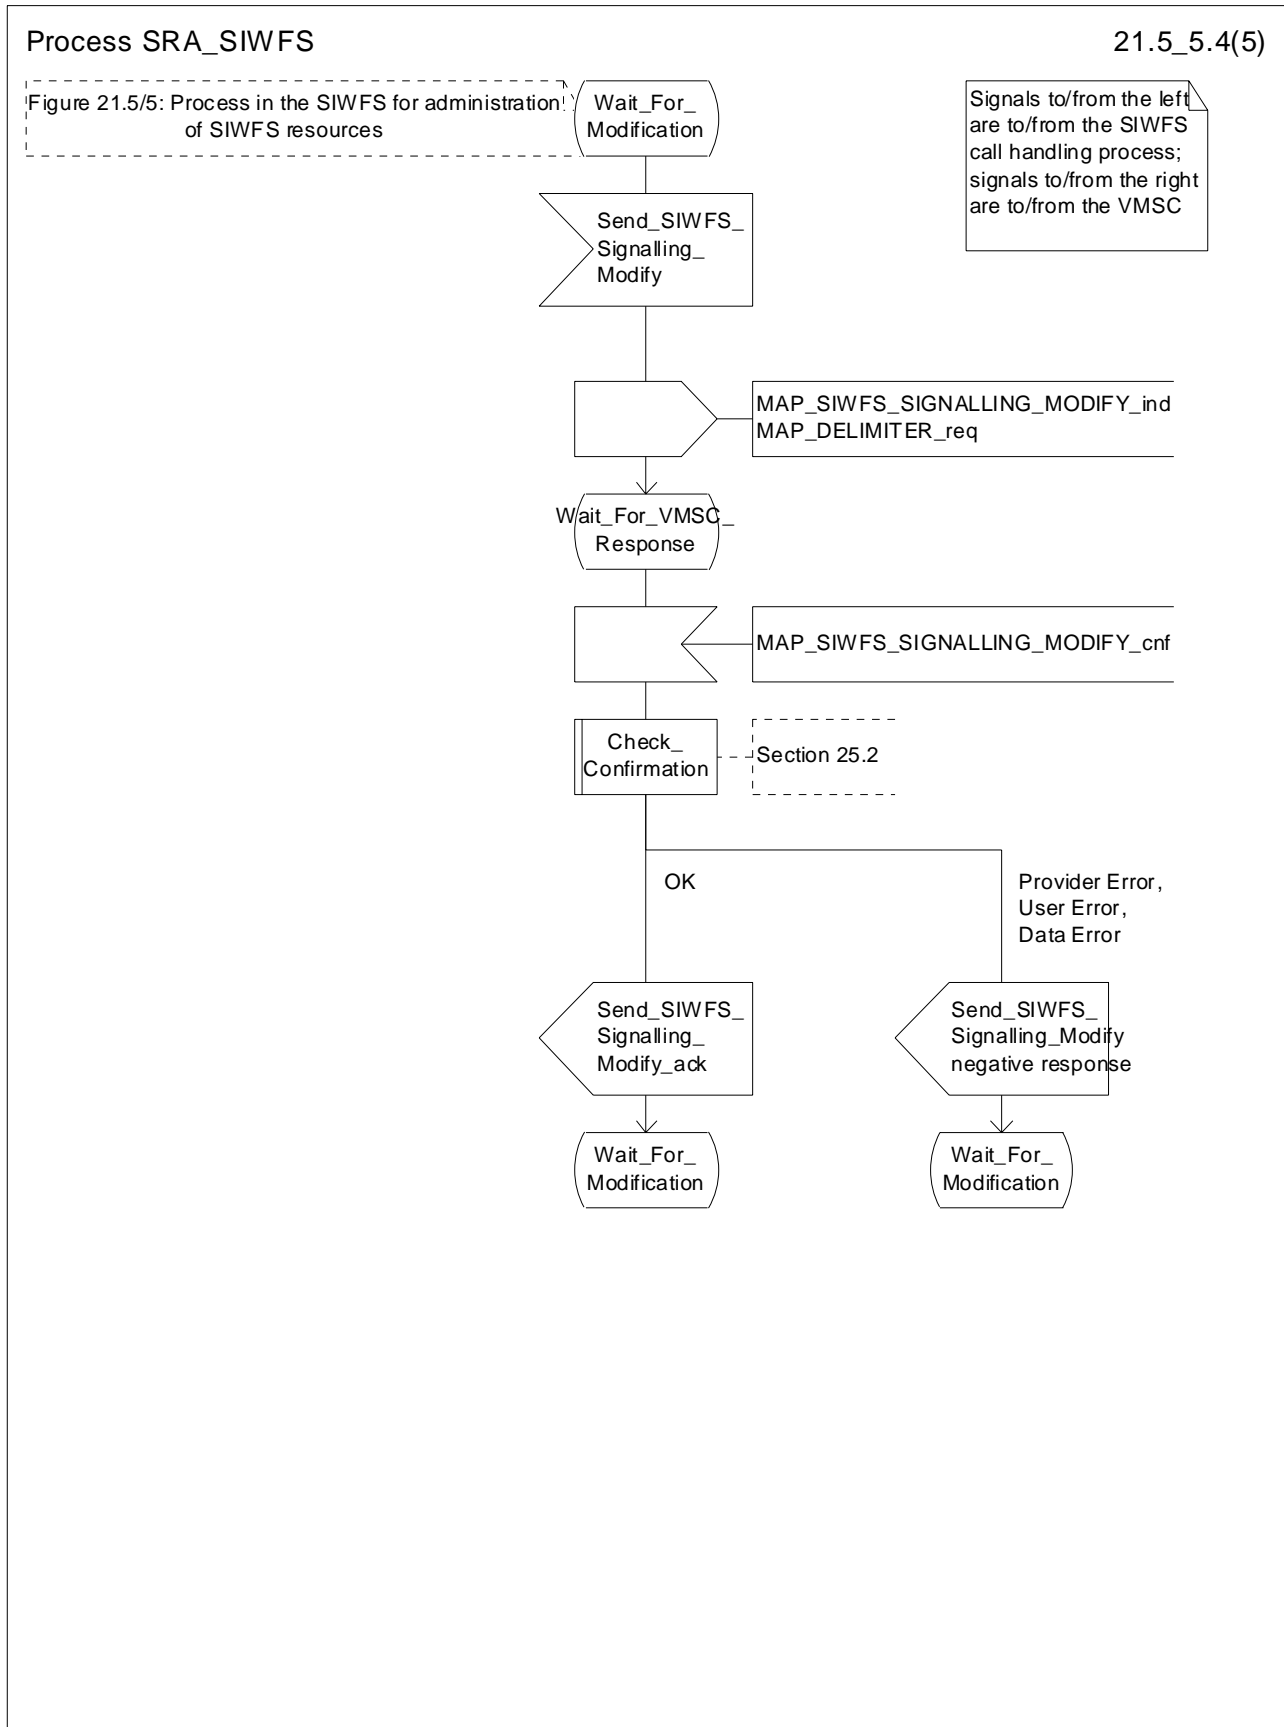 Process SRA_SIWFS
21.5_5.4(5)
Figure 21.5/5: Process in the SIWFS for administration
of SIWFS resources
Wait_For_
Modification
Signals to/from the left
are to/from the SIWFS
call handling process;
signals to/from the right
are to/from the VMSC
Send_SIWFS_
Signalling_
Modify
MAP_SIWFS_SIGNALLING_MODIFY_ind
MAP_DELIMITER_req
Wait_For_VMSC_
Response
MAP_SIWFS_SIGNALLING_MODIFY_cnf
Check_
Confirmation
Section 25.2
OK
Provider Error,
User Error,
Data Error
Send_SIWFS_
Signalling_
Modify_ack
Send_SIWFS_
Signalling_Modify
negative response
Wait_For_
Modification
Wait_For_
Modification